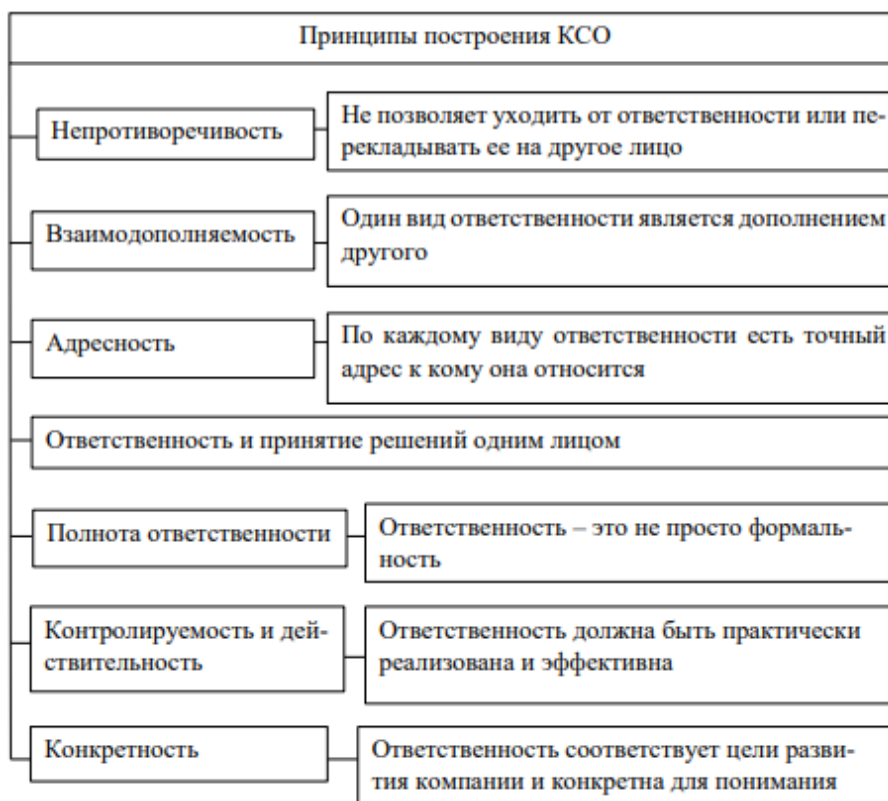 Принципы построения КСО
Непротиворечивость
Не позволяет уходить от ответственности или пе-
рекладывать ее на другое лицо
Взаимодополняемость
Один вид ответственности является дополнением
другого
Адресность
По каждому виду ответственности есть точный
адрес к кому она относится
Ответственность и принятие решений одним лицом
Полнота ответственности
Ответственность – это не просто формаль-
ность
Контролируемость и дей-
ствительность
Ответственность должна быть практически
реализована и эффективна
Конкретность
Ответственность соответствует цели разви-
тия компании и конкретна для понимания